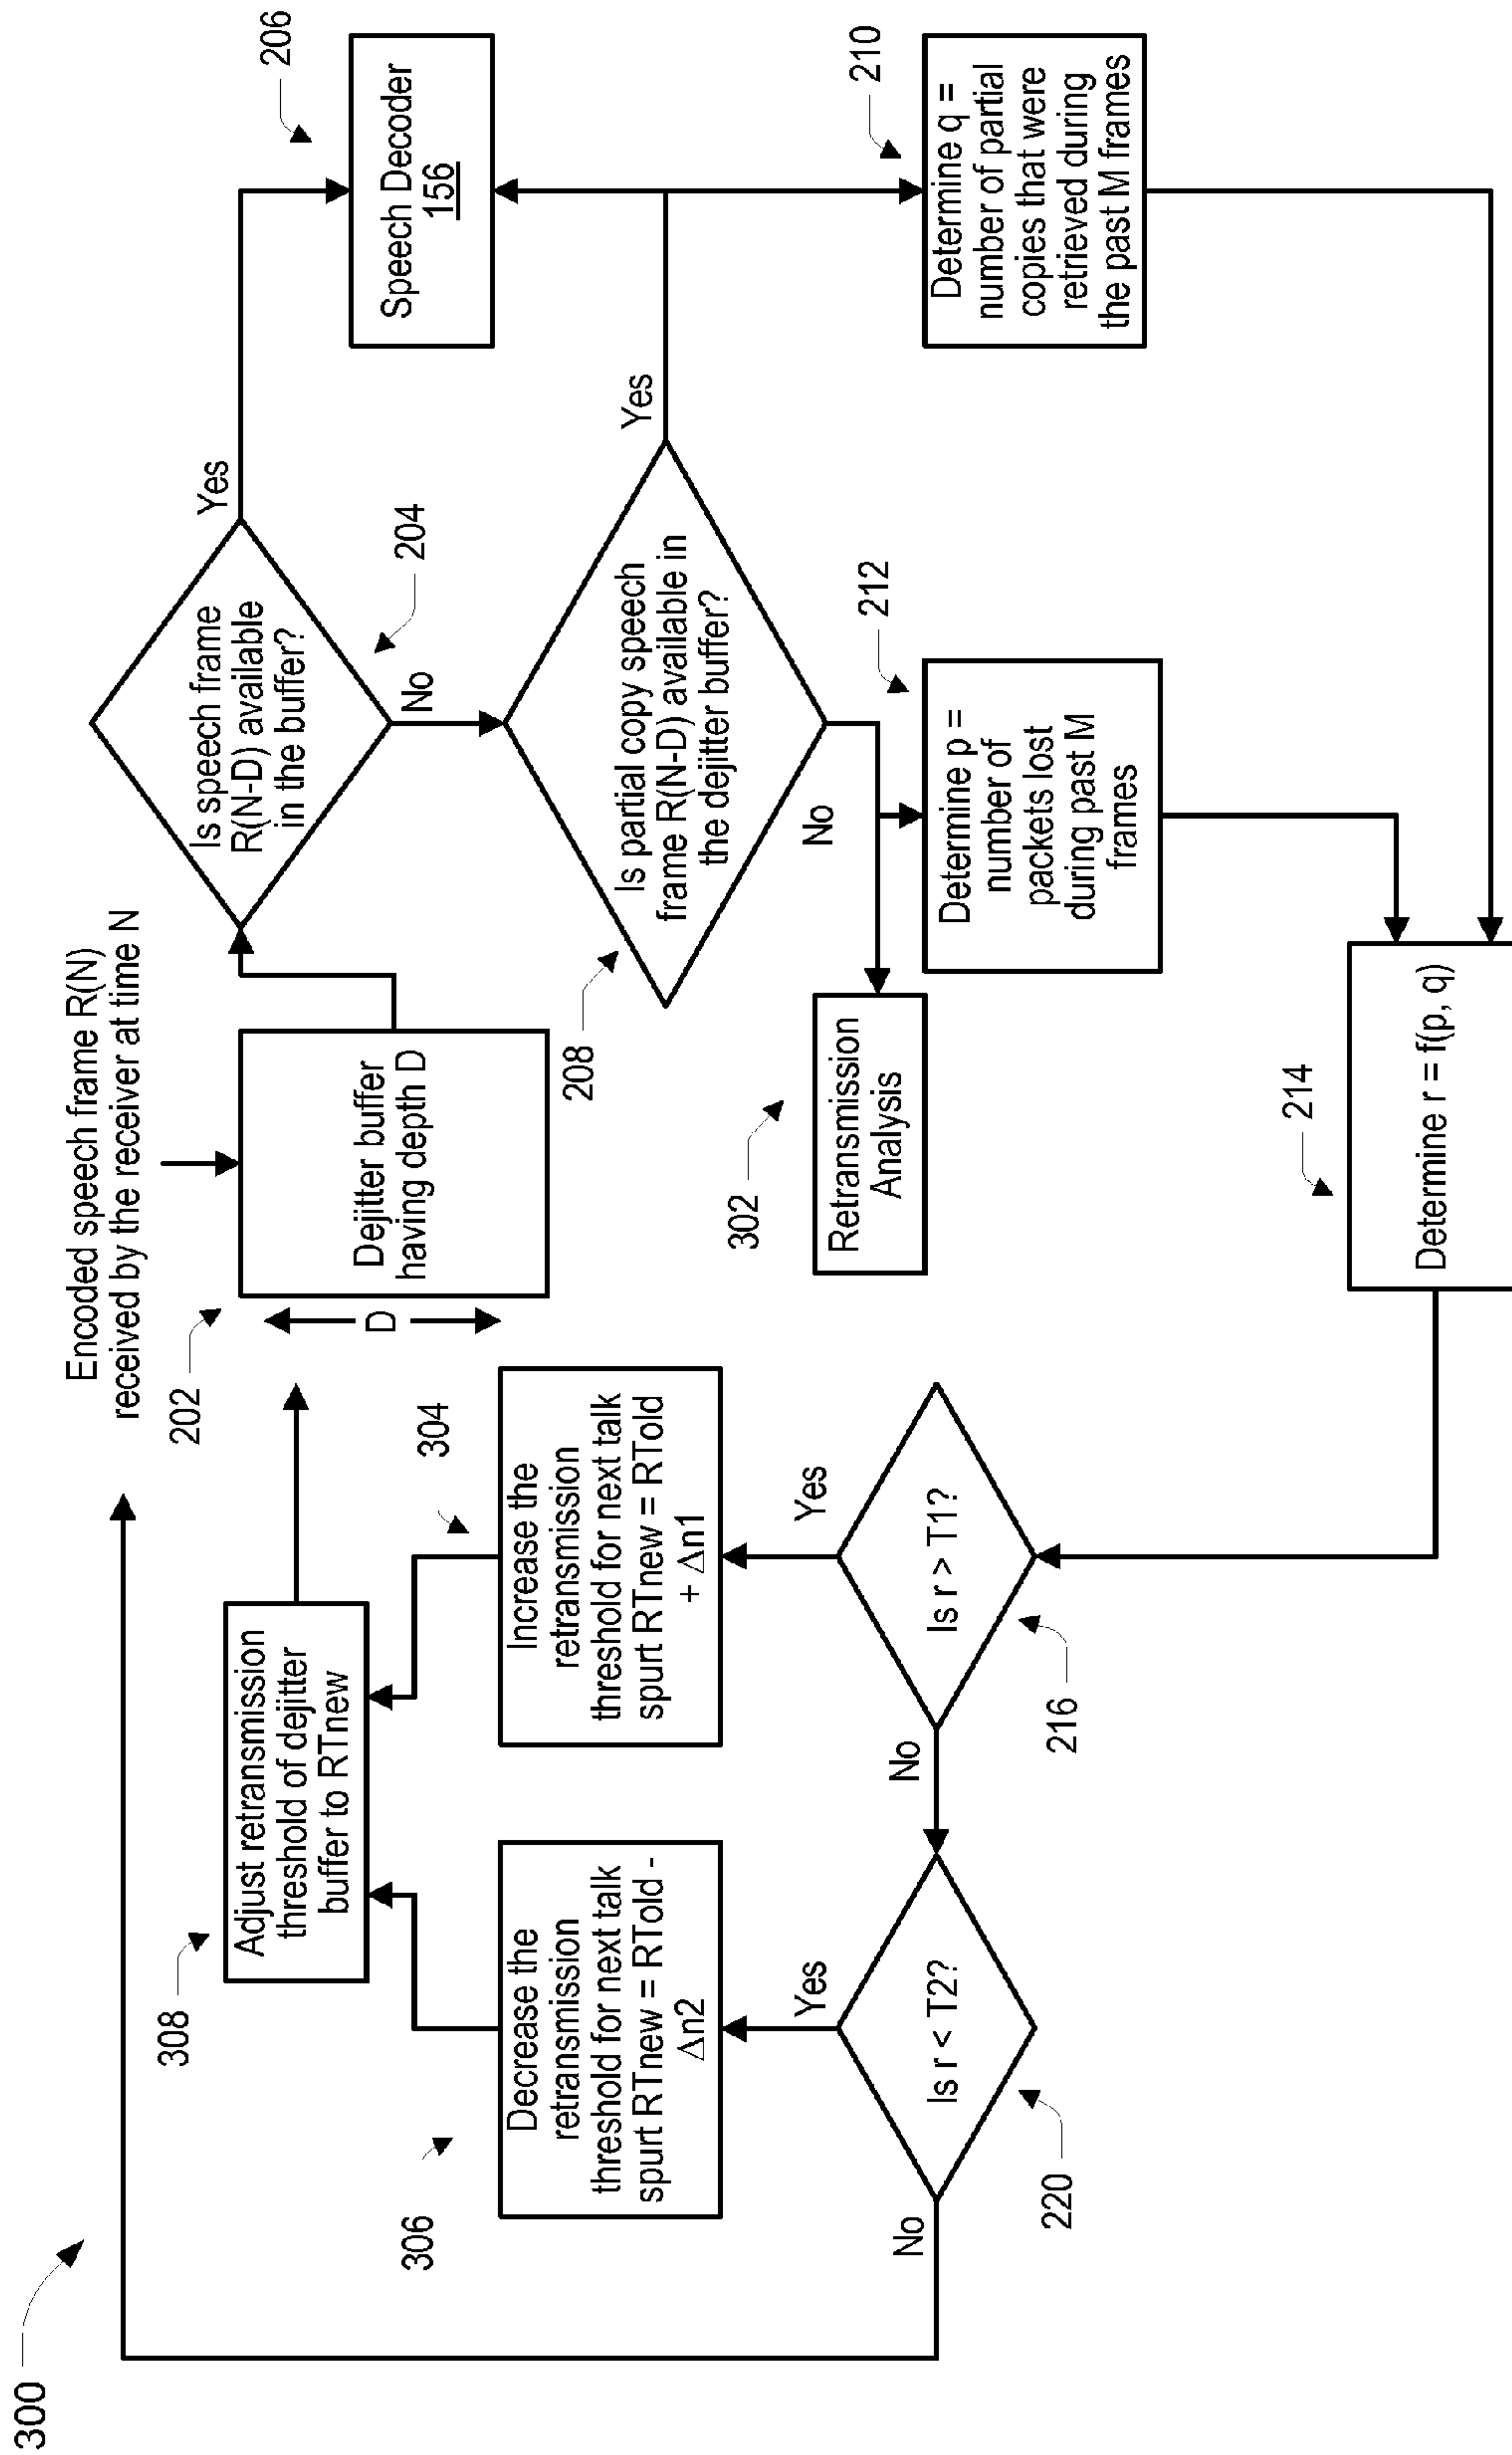 300
Encoded speech frame R(N)
received by the receiver at time N
202
Dejitter buffer
having depth D
D
Is speech frame
R(N-D) available
in the buffer?
204
Yes
No
206
Speech Decoder
156
208
Is partial copy speech
frame R(N-D) available in
the dejitter buffer?
Yes
No
210
Determine q =
number of partial
copies that were
retrieved during
the past M frames
212
Determine p =
number of
packets lost
during past M
frames
302
Retransmission
Analysis
214
Determine r = f(p, q)
216
Is r > T1?
Yes
No
304
Increase the
retransmission
threshold for next talk
spurt RTnew = RTold
+ Δn1
220
Is r < T2?
Yes
No
306
Decrease the
retransmission
threshold for next talk
spurt RTnew = RTold -
Δn2
308
Adjust retransmission
threshold of dejitter
buffer to RTnew